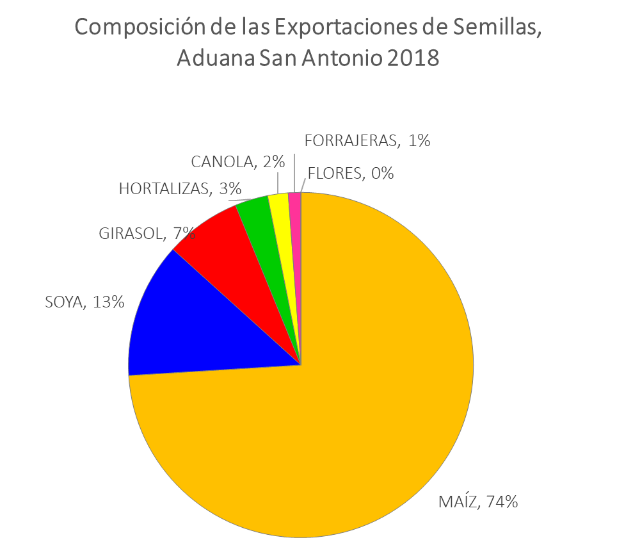 Composición de las Exportaciones de Semillas,
Aduana San Antonio 2018
FORRAJERAS, 1%
CANOLA, 2%
FLORES, 0%
HORTALIZAS, 3%
GIRASOL, 7%
SOYA, 13%
MAÍZ, 74%